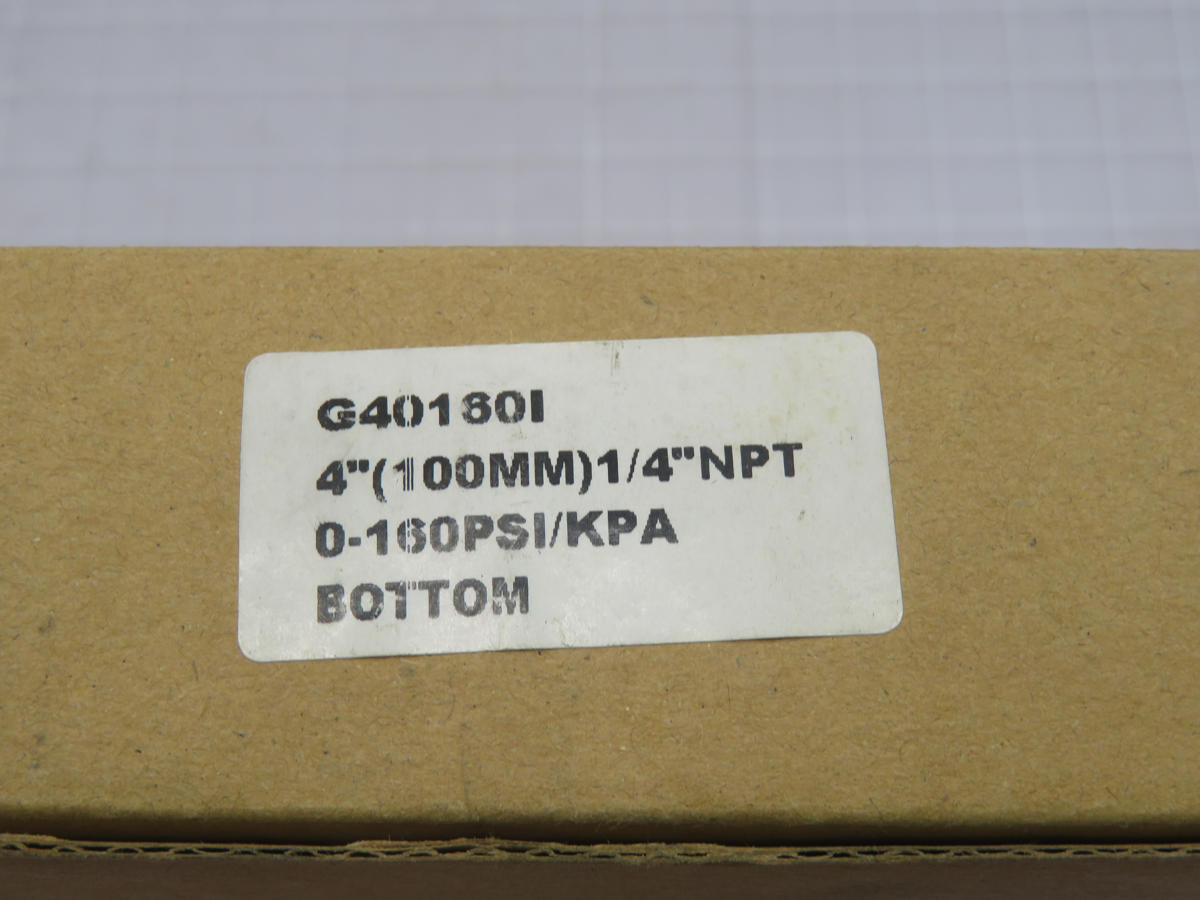 G40160I
4"(100MM)1/4"NPT
0-160PSI/KPA
BOTTOM